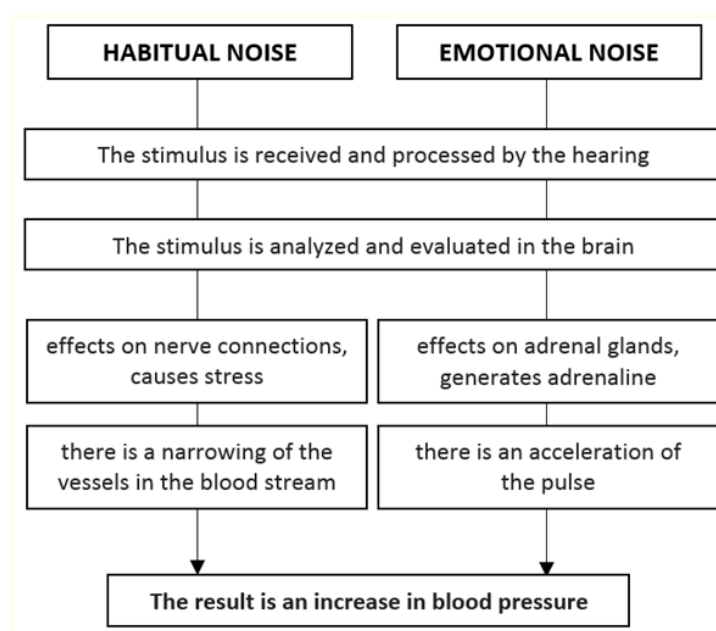 HABITUAL NOISE
EMOTIONAL NOISE
The stimulus is received and processed by the hearing
The stimulus is analyzed and evaluated in the brain
effects on nerve connections,
causes stress
effects on adrenal glands,
generates adrenaline
there is a narrowing of the
vessels in the blood stream
there is an acceleration of
the pulse
The result is an increase in blood pressure